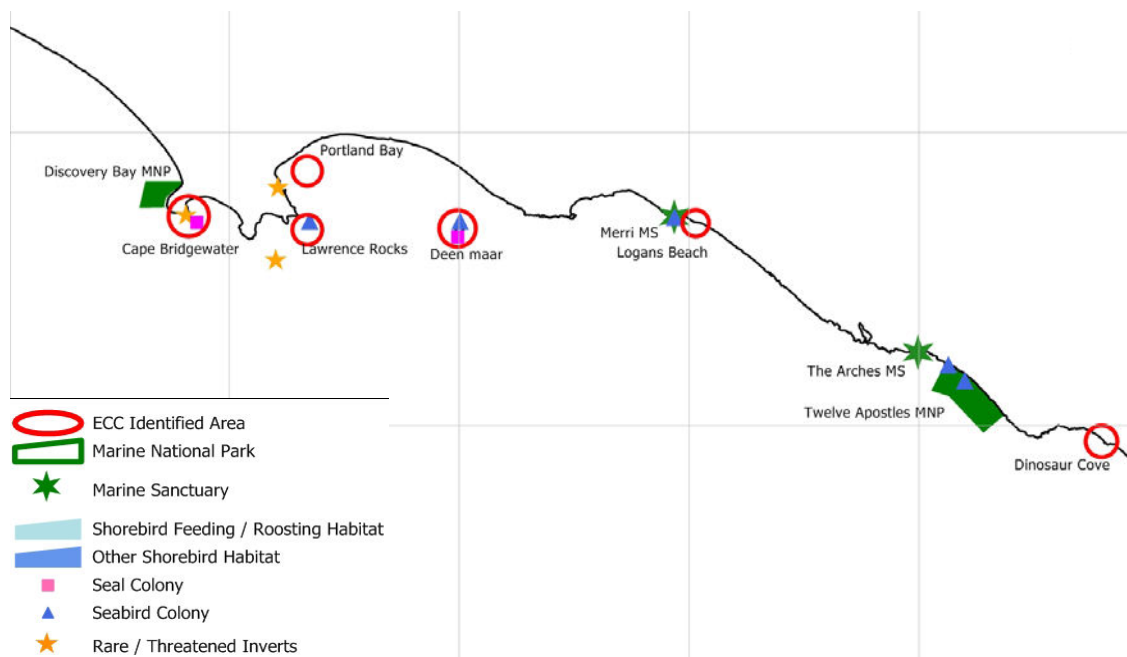 Portland Bay
Discovery Bay MNP
Cape Bridgewater
Lawrence Rocks
Deen maar
Merri MS
Logans Beach
The Arches MS
Twelve Apostles MNP
Dinosaur Cove
ECC Identified Area
Marine National Park
Marine Sanctuary
Shorebird Feeding / Roosting Habitat
Other Shorebird Habitat
Seal Colony
Seabird Colony
Rare / Threatened Inverts